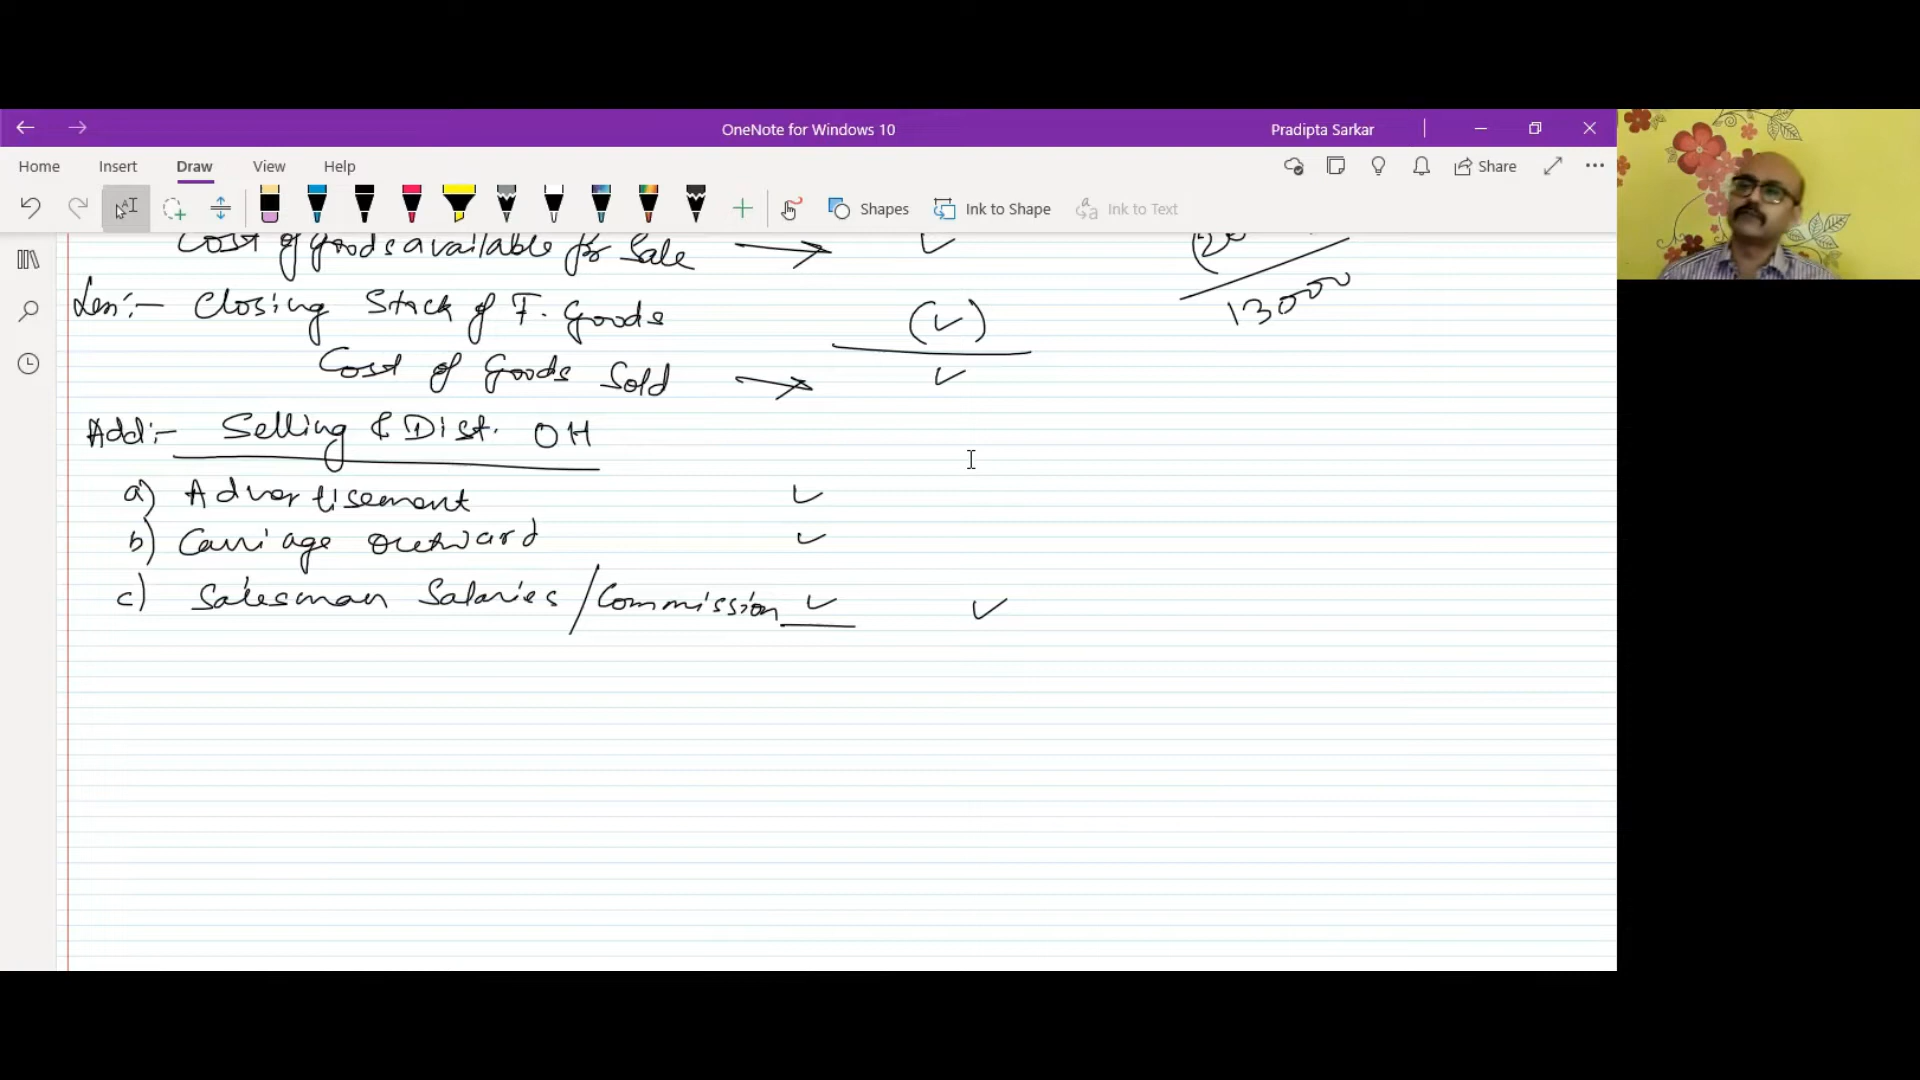 OneNote for Windows 10
Pradipta Sarkar
Home Insert Draw View Help
Share
Shapes Ink to Shape Ink to Text
Cost of goods available for Sale → ✓
Less:- Closing Stock of F. Goods (✓)
13000
Cost of Goods Sold → ✓
Add:- Selling & Dist. OH
a) Advertisement ✓
b) Carriage outward ✓
c) Salesman Salaries / Commission ✓ ✓